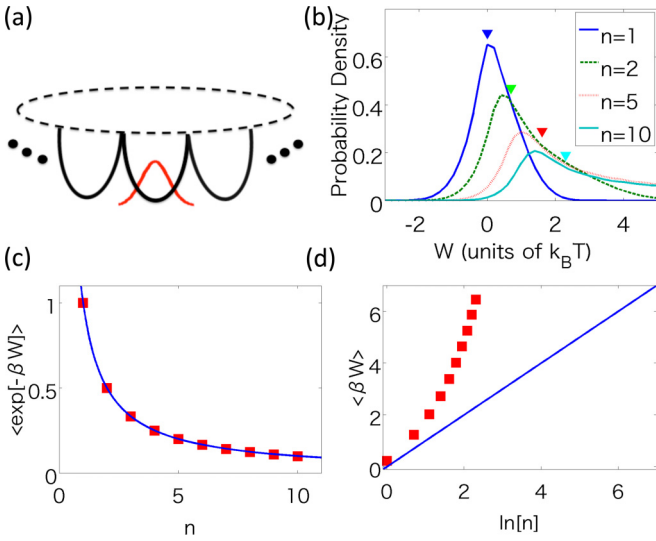 (a)
(b)
Probability Density
0.6
0.4
0.2
0
-2
0
2
4
W (units of k_BT)
n=1
n=2
n=5
n=10
(c)
<exp[-βW]>
1
0.5
0
0
5
10
n
(d)
<βW>
6
4
2
0
0
2
4
6
ln[n]